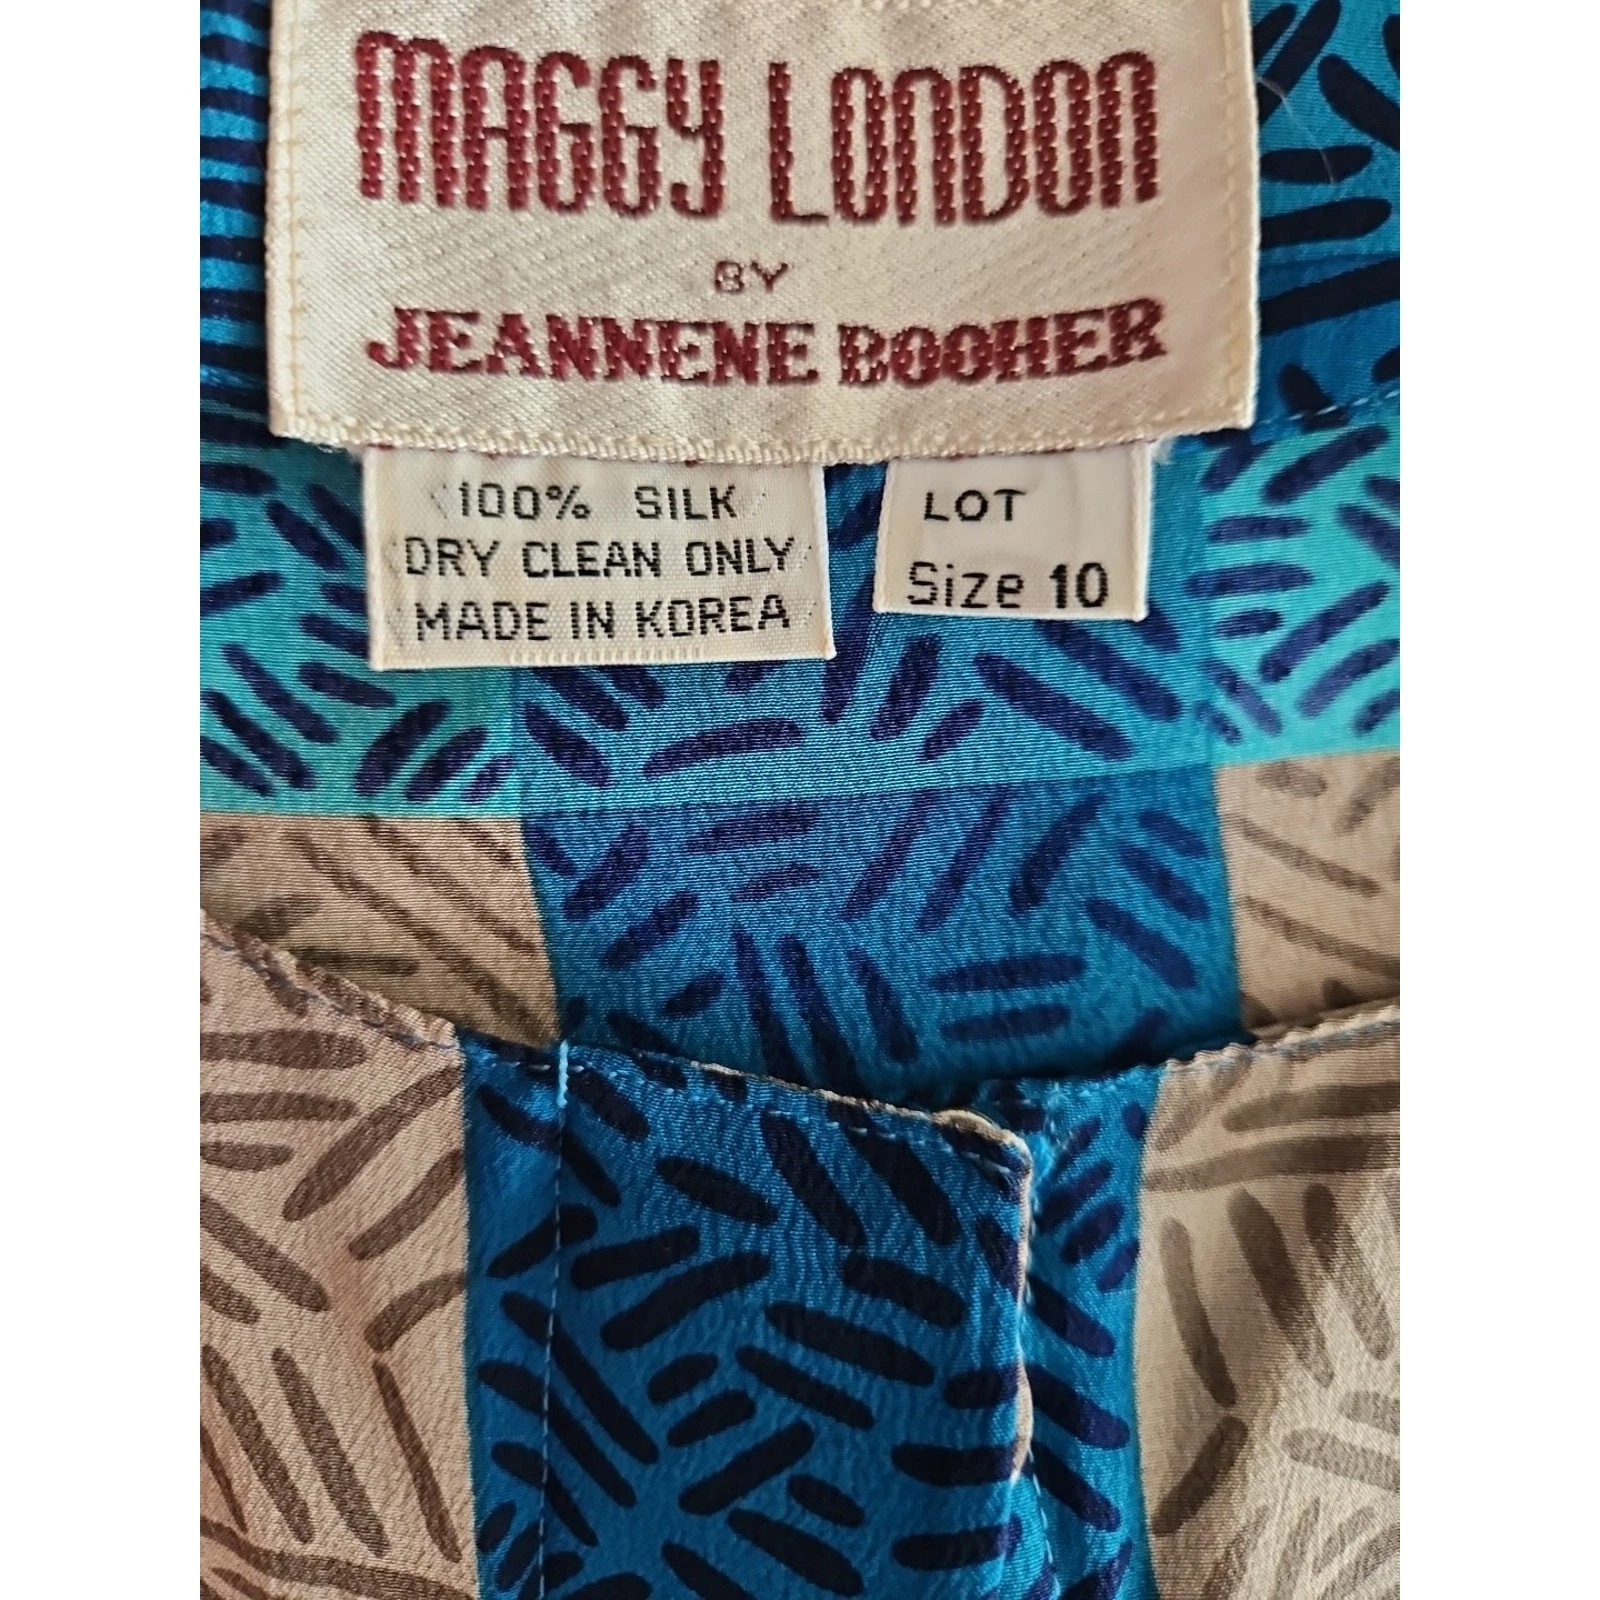 MAGGY LONDON
BY
JEANNENE BOOHER
100% SILK
DRY CLEAN ONLY
MADE IN KOREA
LOT
Size 10